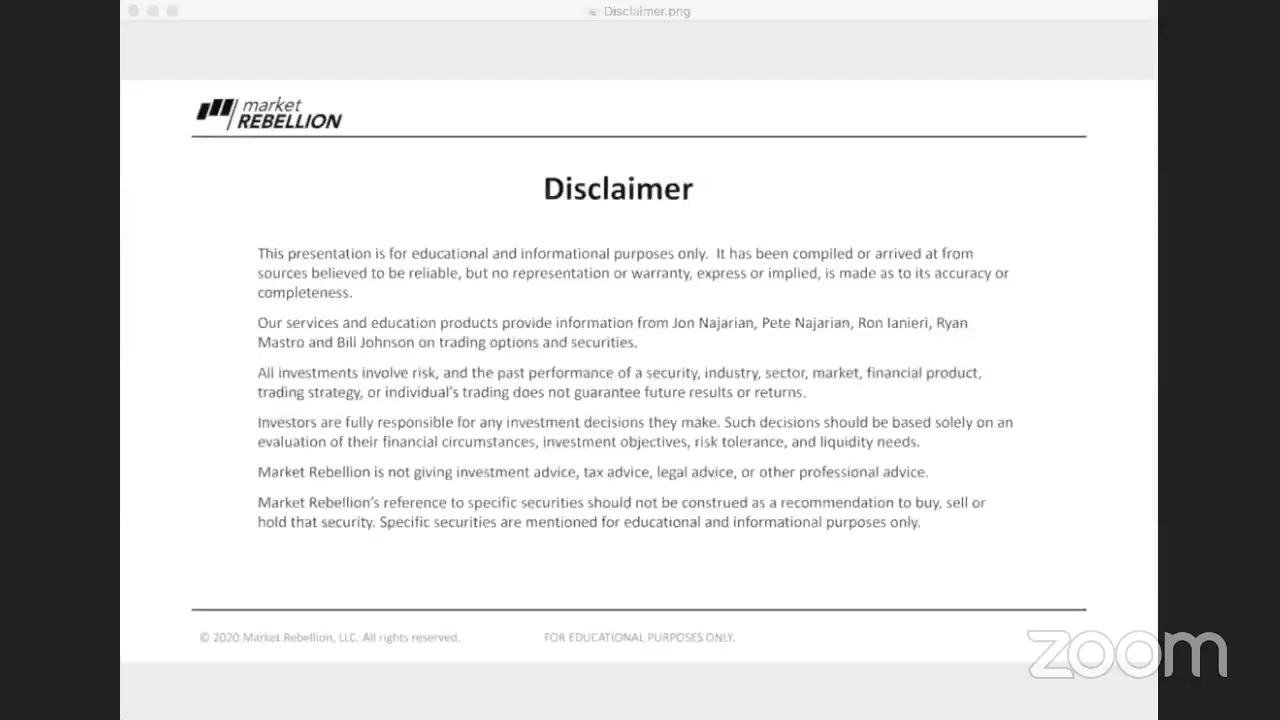 Disclaimer.png
market
REBELLION
Disclaimer
This presentation is for educational and informational purposes only.  It has been compiled or arrived at from
sources believed to be reliable, but no representation or warranty, express or implied, is made as to its accuracy or
completeness.
Our services and education products provide information from Jon Najarian, Pete Najarian, Ron Ianieri, Ryan
Mastro and Bill Johnson on trading options and securities.
All investments involve risk, and the past performance of a security, industry, sector, market, financial product,
trading strategy, or individual’s trading does not guarantee future results or returns.
Investors are fully responsible for any investment decisions they make. Such decisions should be based solely on an
evaluation of their financial circumstances, investment objectives, risk tolerance, and liquidity needs.
Market Rebellion is not giving investment advice, tax advice, legal advice, or other professional advice.
Market Rebellion’s reference to specific securities should not be construed as a recommendation to buy, sell or
hold that security. Specific securities are mentioned for educational and informational purposes only.
© 2020 Market Rebellion, LLC. All rights reserved.
FOR EDUCATIONAL PURPOSES ONLY.
zoom